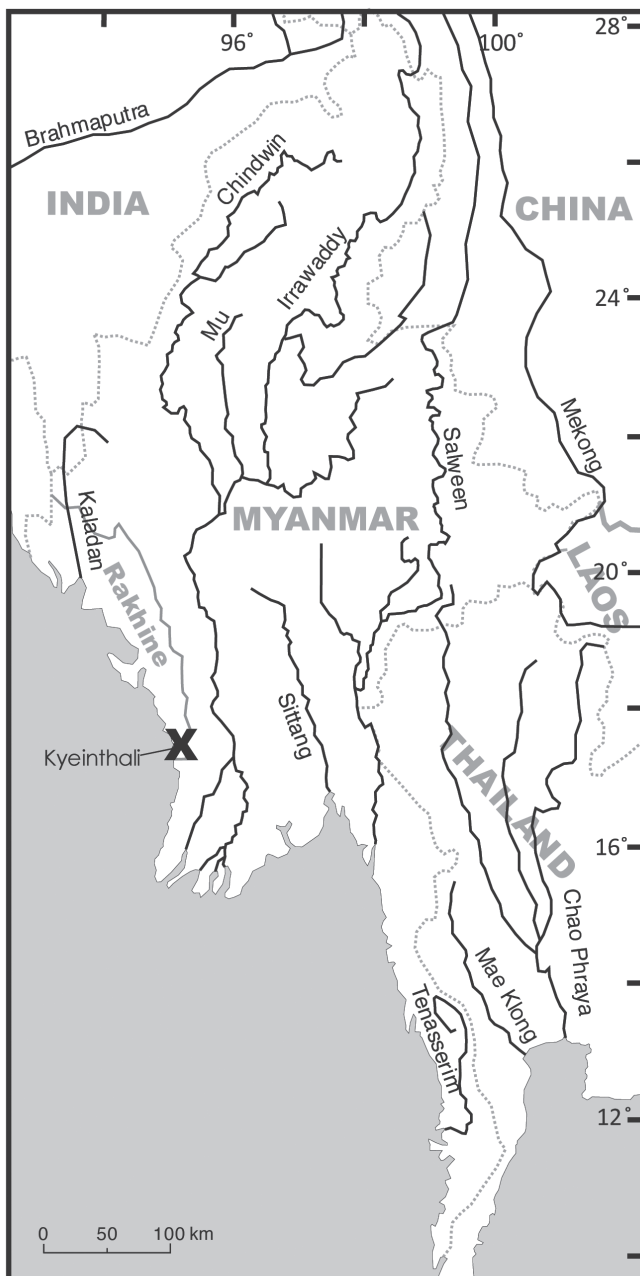 96˚
100˚
28˚
Brahmaputra
Chindwin
INDIA
CHINA
Irrawaddy
24˚
Mu
Mekong
Salween
Kaladan
MYANMAR
LAOS
20˚
Rakhine
Sittang
Kyeinthali
THAILAND
16˚
Chao Phraya
Mae Klong
Tenasserim
12˚
0 50 100 km